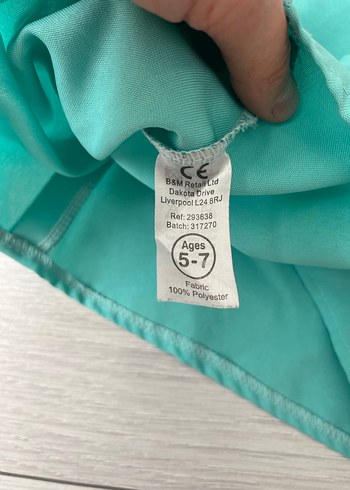 CE
B&M Retail Ltd
Dakota Drive
Liverpool L24 8RJ
Ref: 293638
Batch: 317270
Ages
5-7
Fabric
100% Polyester